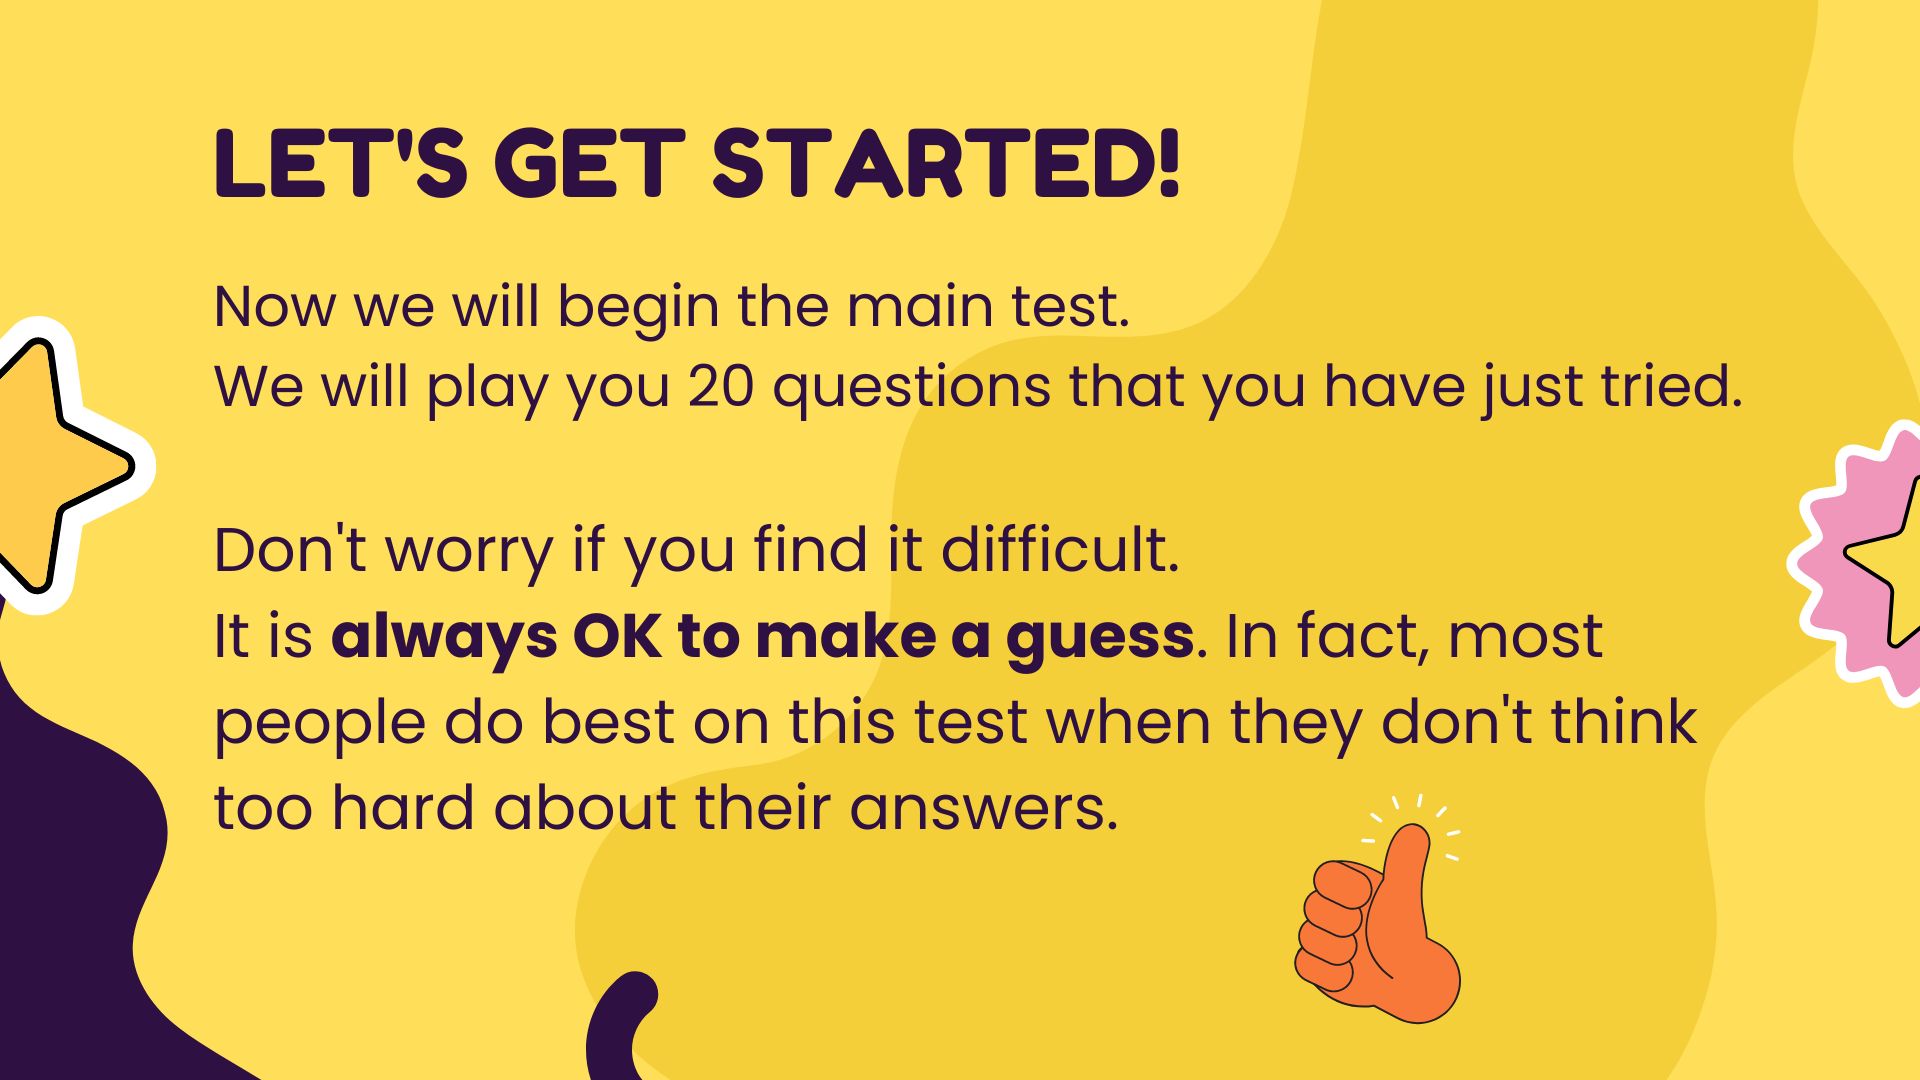 LET'S GET STARTED!
Now we will begin the main test.
We will play you 20 questions that you have just tried.
Don't worry if you find it difficult.
It is always OK to make a guess. In fact, most
people do best on this test when they don't think
too hard about their answers.